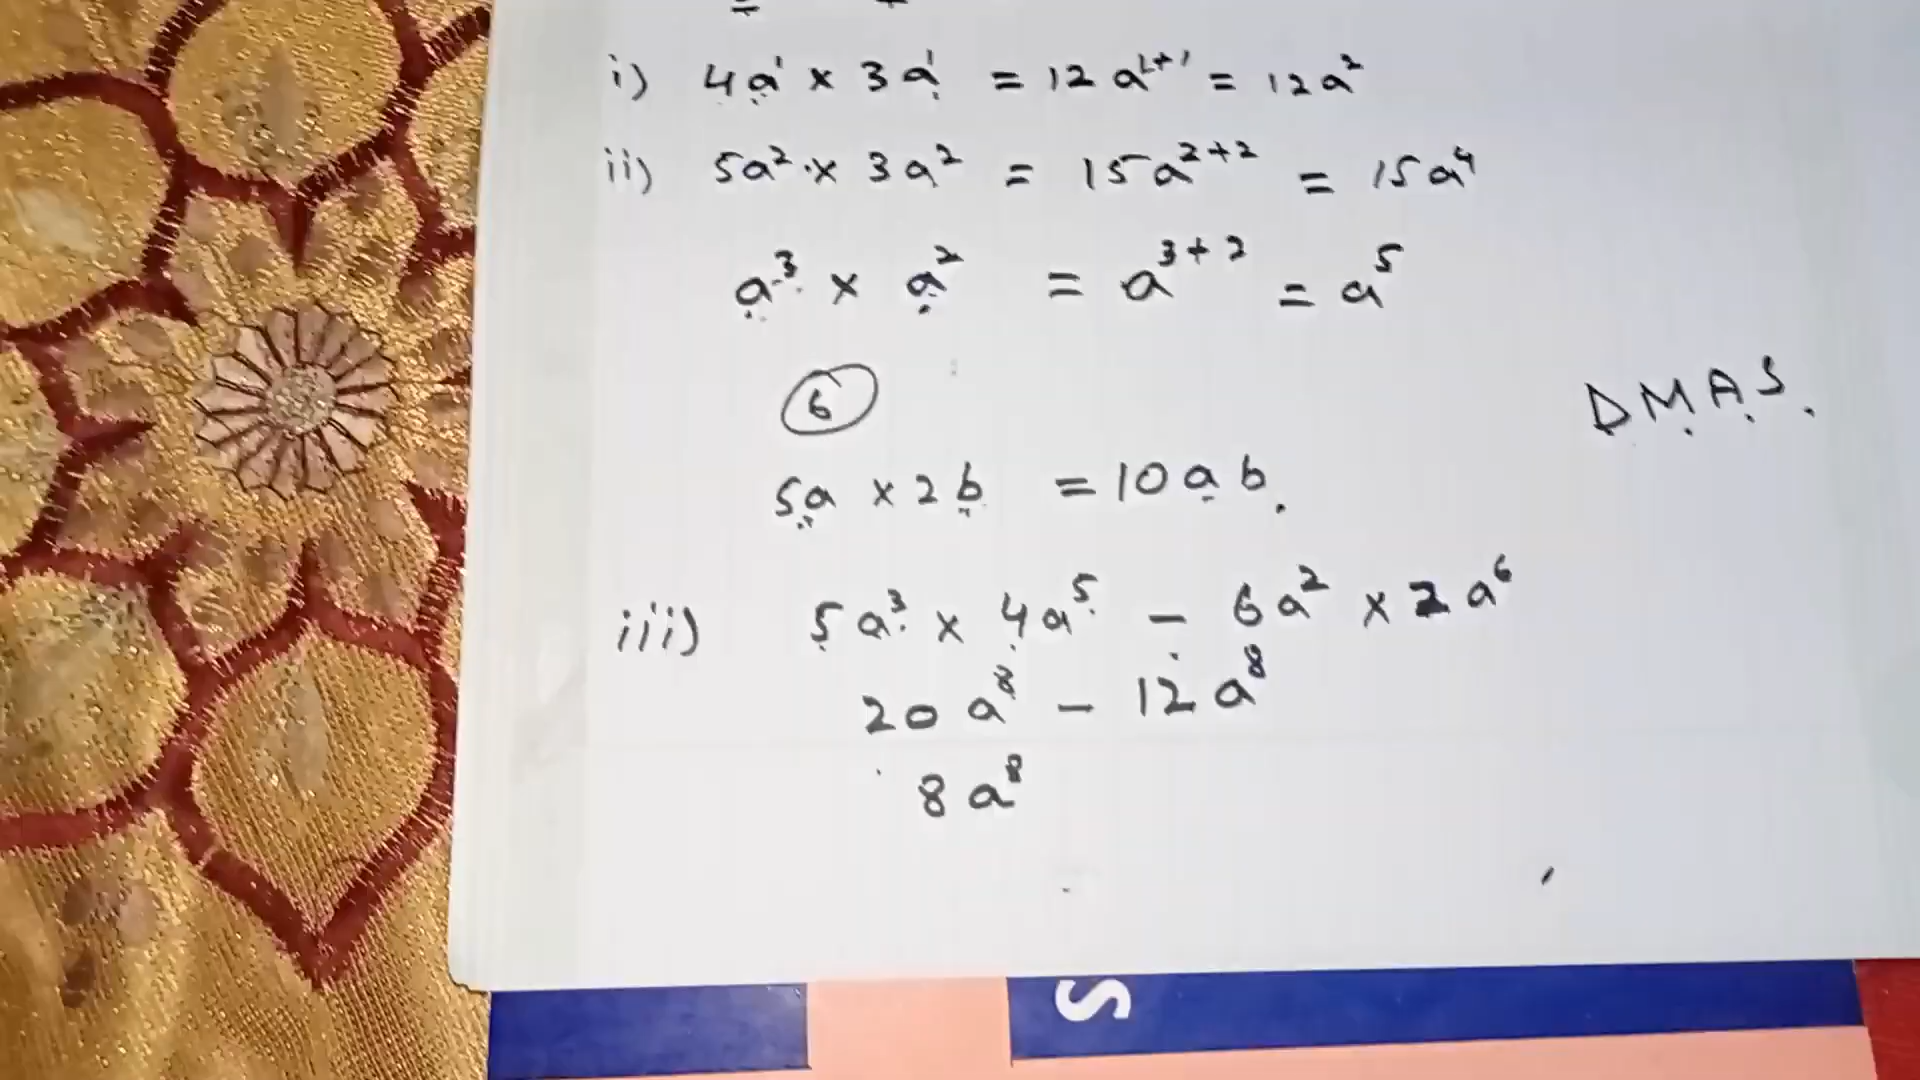 i) 4a¹ × 3a¹ = 12a¹⁺¹ = 12a²
ii) 5a² × 3a² = 15a²⁺² = 15a⁴
a³ × a² = a³⁺² = a⁵
6
DMAS.
5a × 2b = 10ab.
iii) 5a³ × 4a⁵ - 6a² × 2a⁶
20a⁸ - 12a⁸
8a⁸
S